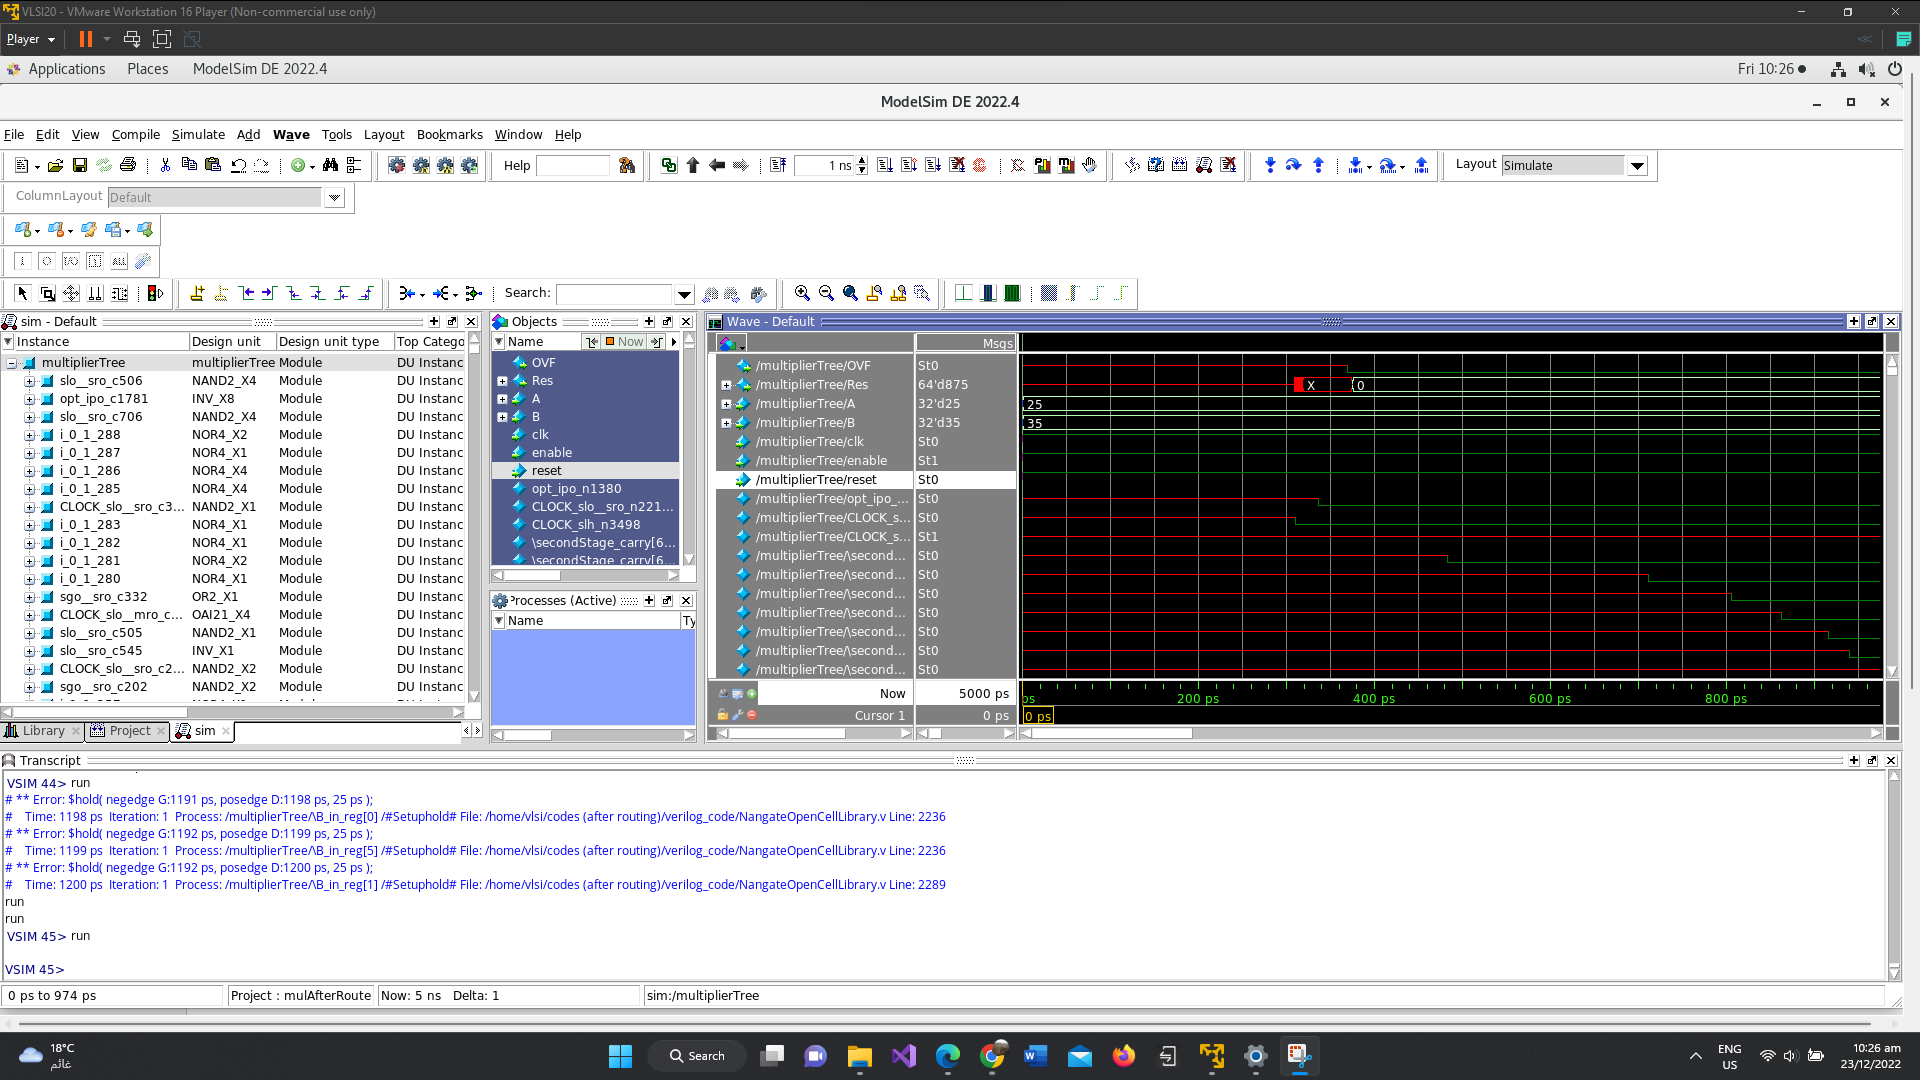 VLSI20 - VMware Workstation 16 Player (Non-commercial use only)
Player
Applications Places ModelSim DE 2022.4 Fri 10:26
ModelSim DE 2022.4
File Edit View Compile Simulate Add Wave Tools Layout Bookmarks Window Help
Help 1 ns Layout Simulate
ColumnLayout Default
Search:
sim - Default
Instance Design unit Design unit type Top Catego
multiplierTree multiplierTree Module DU Instanc
slo__sro_c506 NAND2_X4 Module DU Instanc
opt_ipo_c1781 INV_X8 Module DU Instanc
slo__sro_c706 NAND2_X4 Module DU Instanc
i_0_1_288 NOR4_X2 Module DU Instanc
i_0_1_287 NOR4_X1 Module DU Instanc
i_0_1_286 NOR4_X4 Module DU Instanc
i_0_1_285 NOR4_X4 Module DU Instanc
CLOCK_slo__sro_c3... NAND2_X1 Module DU Instanc
i_0_1_283 NOR4_X1 Module DU Instanc
i_0_1_282 NOR4_X1 Module DU Instanc
i_0_1_281 NOR4_X2 Module DU Instanc
i_0_1_280 NOR4_X1 Module DU Instanc
sgo__sro_c332 OR2_X1 Module DU Instanc
CLOCK_slo__mro_c... OAI21_X4 Module DU Instanc
slo__sro_c505 NAND2_X1 Module DU Instanc
slo__sro_c545 INV_X1 Module DU Instanc
CLOCK_slo__sro_c2... NAND2_X2 Module DU Instanc
sgo__sro_c202 NAND2_X2 Module DU Instanc
Library Project sim
Objects
Name Now
OVF
Res
A
B
clk
enable
reset
opt_ipo_n1380
CLOCK_slo__sro_n221...
CLOCK_slh_n3498
\secondStage_carry[6...
\secondStage_carry[6...
Processes (Active)
Name Ty
Wave - Default
Msgs
/multiplierTree/OVF St0
/multiplierTree/Res 64'd875 X 0
/multiplierTree/A 32'd25 25
/multiplierTree/B 32'd35 35
/multiplierTree/clk St0
/multiplierTree/enable St1
/multiplierTree/reset St0
/multiplierTree/opt_ipo_... St0
/multiplierTree/CLOCK_s... St0
/multiplierTree/CLOCK_s... St1
/multiplierTree/\second... St0
/multiplierTree/\second... St0
/multiplierTree/\second... St0
/multiplierTree/\second... St0
/multiplierTree/\second... St0
/multiplierTree/\second... St0
/multiplierTree/\second... St0
Now 5000 ps ps 200 ps 400 ps 600 ps 800 ps
Cursor 1 0 ps 0 ps
Transcript
VSIM 44> run
# ** Error: $hold( negedge G:1191 ps, posedge D:1198 ps, 25 ps );
# Time: 1198 ps Iteration: 1 Process: /multiplierTree/\B_in_reg[0] /#Setuphold# File: /home/vlsi/codes (after routing)/verilog_code/NangateOpenCellLibrary.v Line: 2236
# ** Error: $hold( negedge G:1192 ps, posedge D:1199 ps, 25 ps );
# Time: 1199 ps Iteration: 1 Process: /multiplierTree/\B_in_reg[5] /#Setuphold# File: /home/vlsi/codes (after routing)/verilog_code/NangateOpenCellLibrary.v Line: 2236
# ** Error: $hold( negedge G:1192 ps, posedge D:1200 ps, 25 ps );
# Time: 1200 ps Iteration: 1 Process: /multiplierTree/\B_in_reg[1] /#Setuphold# File: /home/vlsi/codes (after routing)/verilog_code/NangateOpenCellLibrary.v Line: 2289
run
run
VSIM 45> run
VSIM 45>
0 ps to 974 ps Project : mulAfterRoute Now: 5 ns Delta: 1 sim:/multiplierTree
18°C
غائم
Search
ENG
US
10:26 am
23/12/2022